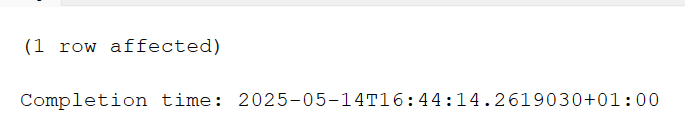 (1 row affected)
Completion time: 2025-05-14T16:44:14.2619030+01:00